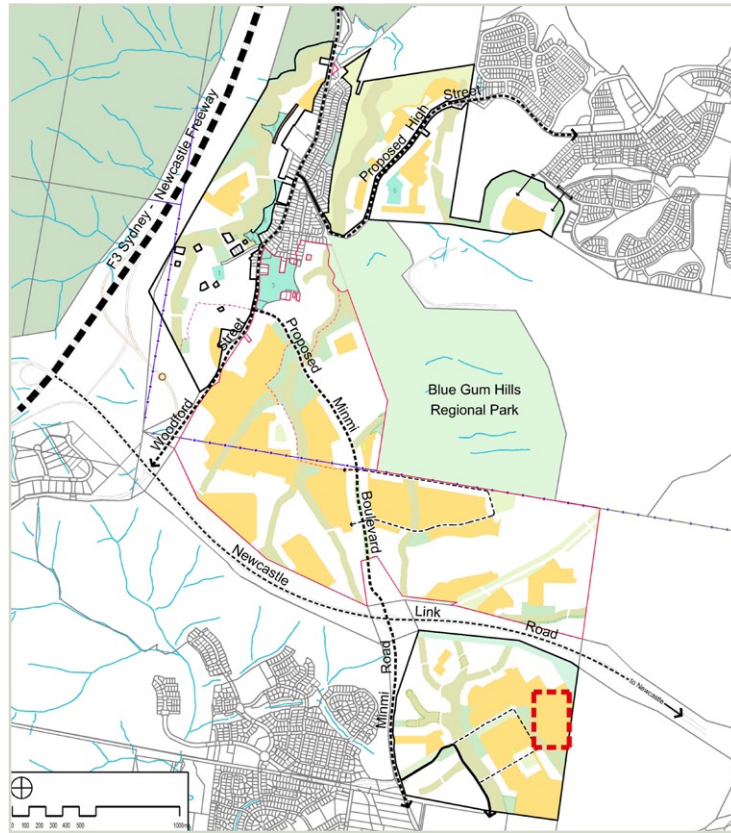 F3 Sydney - Newcastle Freeway
Proposed High Street
Woodford Street
Proposed Minmi Boulevard
Blue Gum Hills
Regional Park
Newcastle Link Road
Minmi Road
to Newcastle
0 100 200 300 400 500 1000m